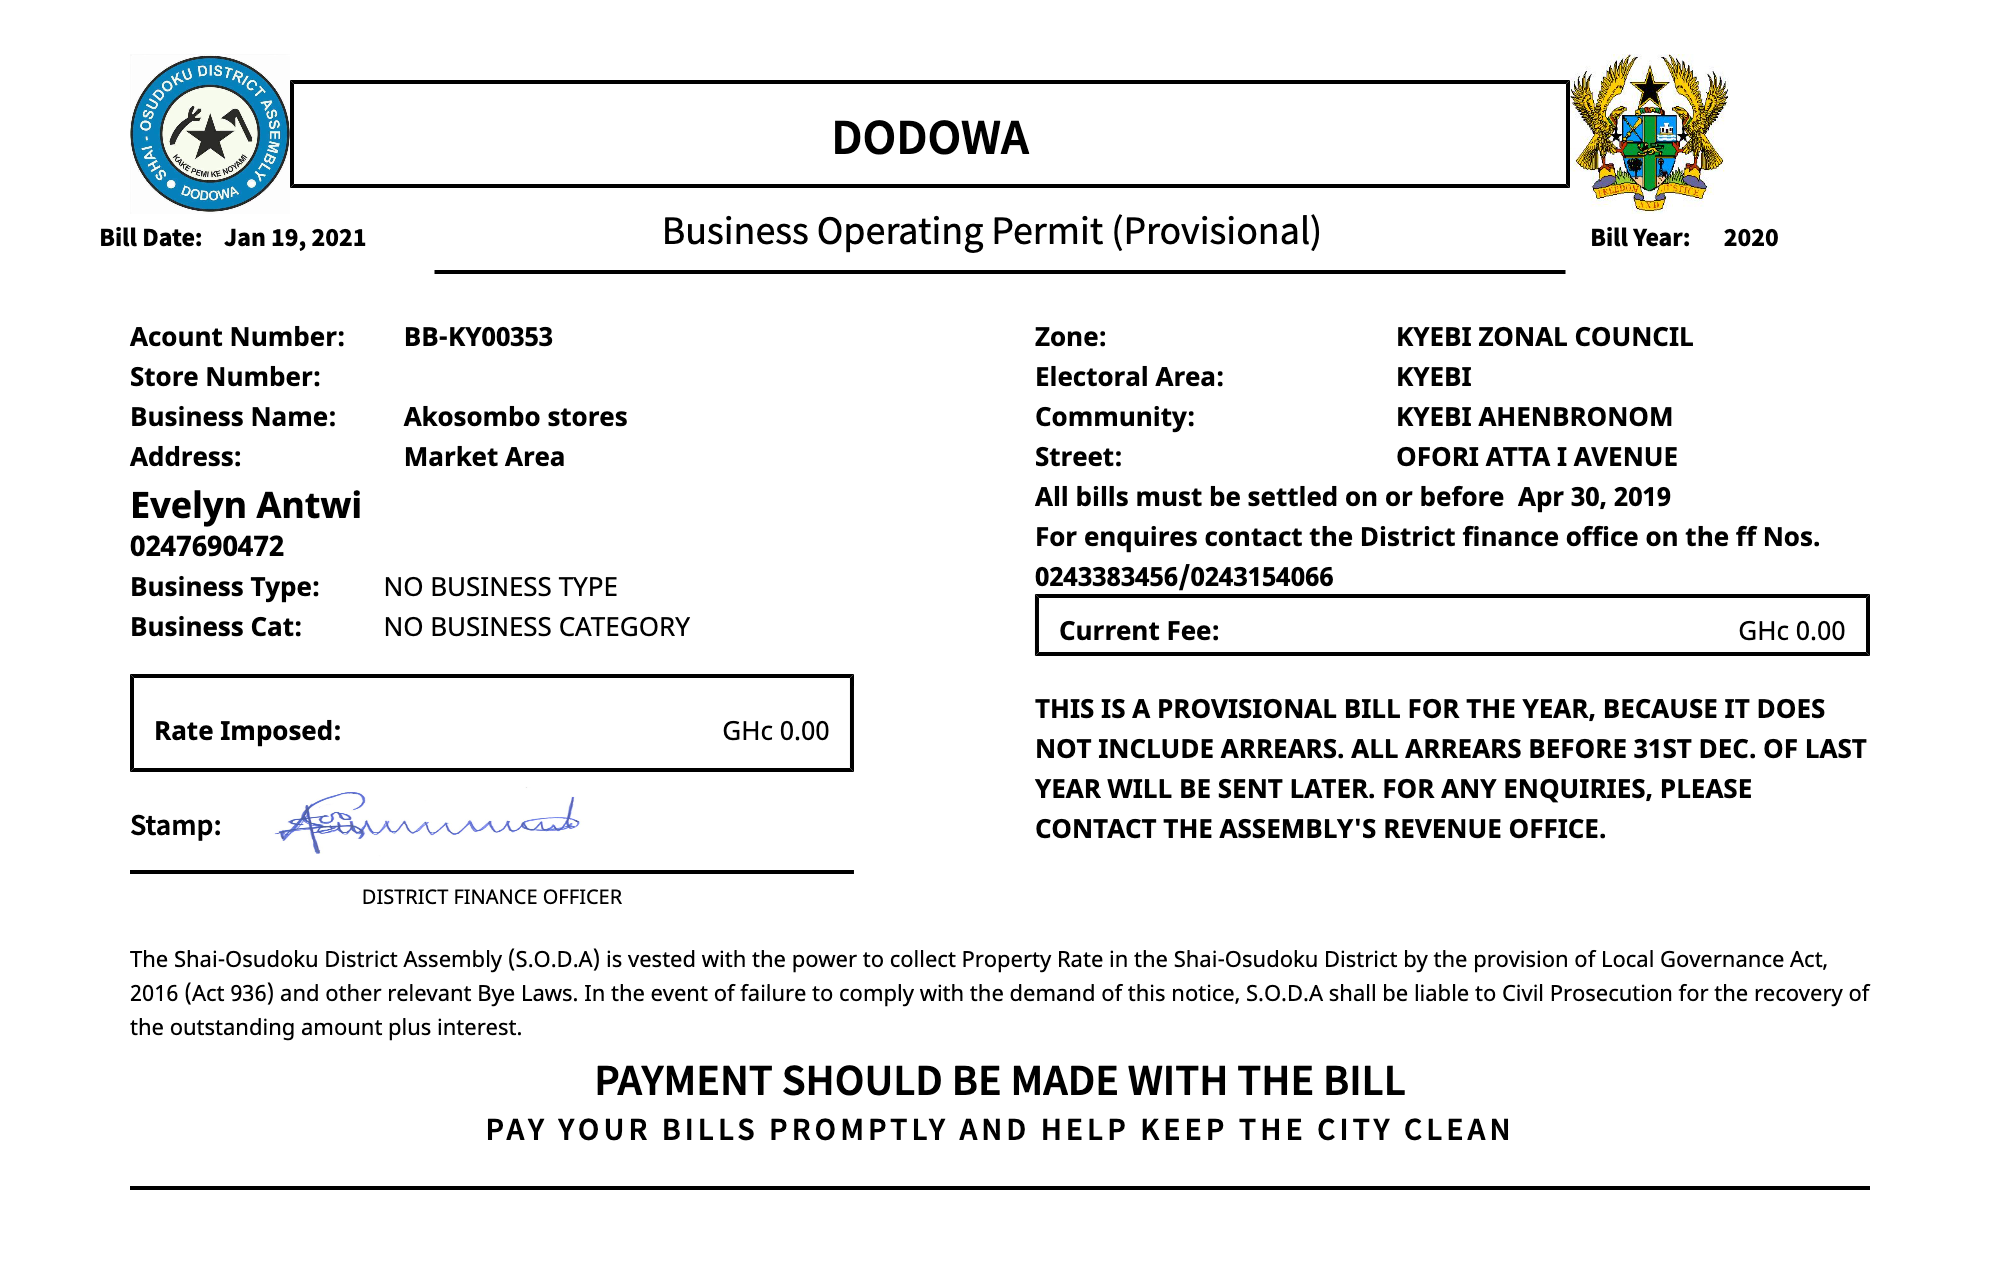 SHAI - OSUDOKU DISTRICT ASSEMBLY
KAKE PEMI KE NOYAMI
DODOWA
DODOWA
FREEDOM AND JUSTICE
Bill Date: Jan 19, 2021
Business Operating Permit (Provisional)
Bill Year: 2020
Acount Number: BB-KY00353
Store Number:
Business Name: Akosombo stores
Address: Market Area
Evelyn Antwi
0247690472
Business Type: NO BUSINESS TYPE
Business Cat: NO BUSINESS CATEGORY
Rate Imposed: GHc 0.00
Stamp:
DISTRICT FINANCE OFFICER
Zone: KYEBI ZONAL COUNCIL
Electoral Area: KYEBI
Community: KYEBI AHENBRONOM
Street: OFORI ATTA I AVENUE
All bills must be settled on or before Apr 30, 2019
For enquires contact the District finance office on the ff Nos.
0243383456/0243154066
Current Fee: GHc 0.00
THIS IS A PROVISIONAL BILL FOR THE YEAR, BECAUSE IT DOES
NOT INCLUDE ARREARS. ALL ARREARS BEFORE 31ST DEC. OF LAST
YEAR WILL BE SENT LATER. FOR ANY ENQUIRIES, PLEASE
CONTACT THE ASSEMBLY'S REVENUE OFFICE.
The Shai-Osudoku District Assembly (S.O.D.A) is vested with the power to collect Property Rate in the Shai-Osudoku District by the provision of Local Governance Act,
2016 (Act 936) and other relevant Bye Laws. In the event of failure to comply with the demand of this notice, S.O.D.A shall be liable to Civil Prosecution for the recovery of
the outstanding amount plus interest.
PAYMENT SHOULD BE MADE WITH THE BILL
PAY YOUR BILLS PROMPTLY AND HELP KEEP THE CITY CLEAN